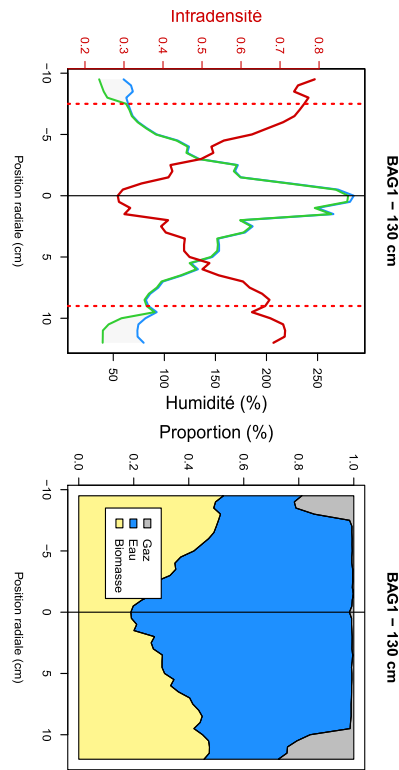 Infradensité
0.2 0.3 0.4 0.5 0.6 0.7 0.8
BAG1 − 130 cm
−10
−5
0
5
10
Position radiale (cm)
50 100 150 200 250
Humidité (%)
Proportion (%)
0.0 0.2 0.4 0.6 0.8 1.0
BAG1 − 130 cm
−10
−5
0
5
10
Position radiale (cm)
Gaz
Eau
Biomasse